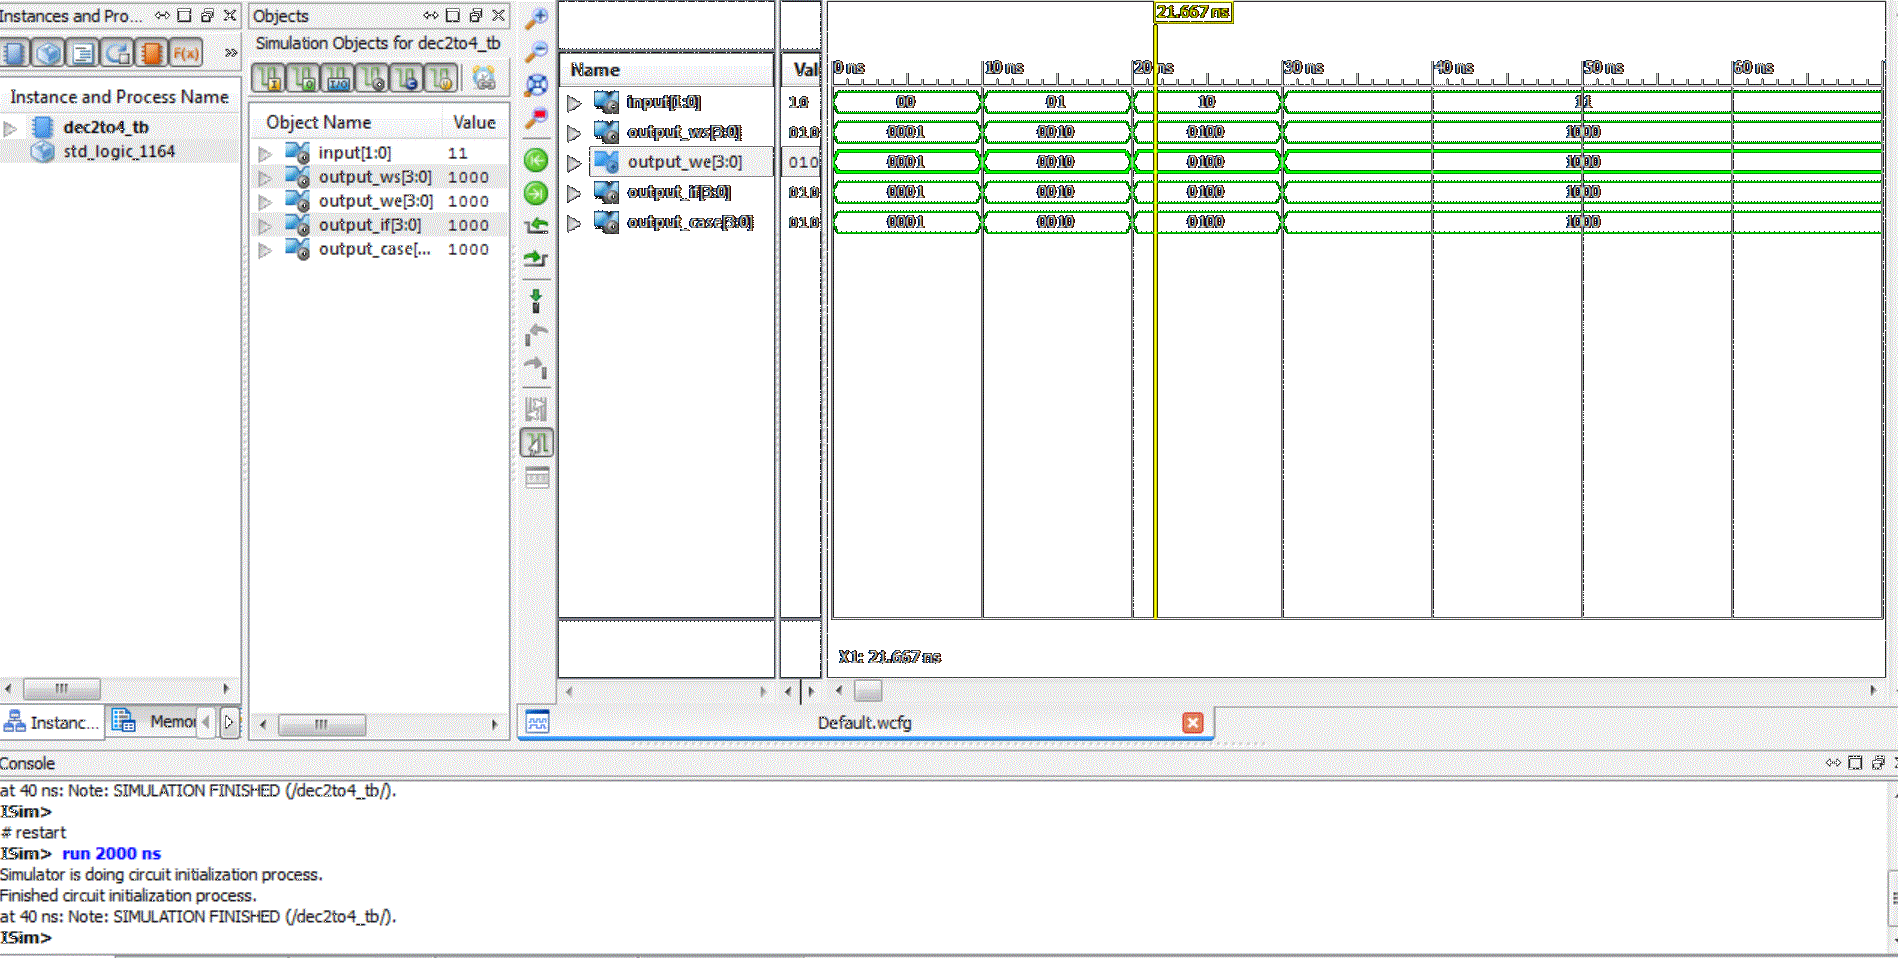 Instances and Pro...
F(x)
»
Instance and Process Name
dec2to4_tb
std_logic_1164
Instanc...
Objects
Simulation Objects for dec2to4_tb
Object Name Value
input[1:0] 11
output_ws[3:0] 1000
output_we[3:0] 1000
output_if[3:0] 1000
output_case[... 1000
21.667 ns
Name Val 0 ns 10 ns 20 ns 30 ns 40 ns 50 ns 60 ns
input[1:0] 10 00 01 10 11
output_ws[3:0] 010 0001 0010 0100 1000
output_we[3:0] 010 0001 0010 0100 1000
output_if[3:0] 010 0001 0010 0100 1000
output_case[3:0] 010 0001 0010 0100 1000
X1: 21.667 ns
Default.wcfg
Console
at 40 ns: Note: SIMULATION FINISHED (/dec2to4_tb/).
ISim>
# restart
ISim> run 2000 ns
Simulator is doing circuit initialization process.
Finished circuit initialization process.
at 40 ns: Note: SIMULATION FINISHED (/dec2to4_tb/).
ISim>